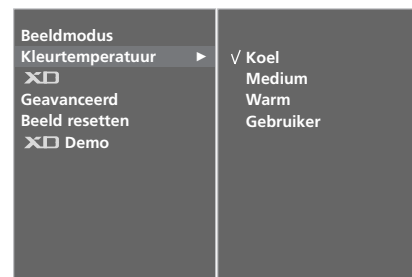 Beeldmodus
Kleurtemperatuur ►
XD
Geavanceerd
Beeld resetten
XD Demo
√ Koel
Medium
Warm
Gebruiker